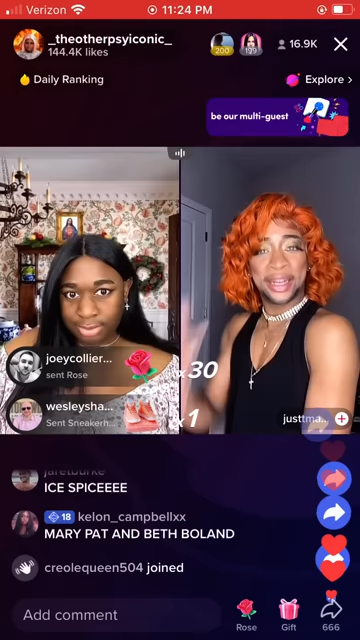 Verizon
11:24 PM
_theotherpsyiconic_
144.4K likes
200
199
16.9K
Daily Ranking
Explore >
be our multi-guest
joeycollier...
sent Rose
x30
wesleysha...
Sent Sneakerh...
x1
justtma...
jaretburke
ICE SPICEEEE
18 kelon_campbellxx
MARY PAT AND BETH BOLAND
creolequeen504 joined
Add comment
Rose
Gift
666